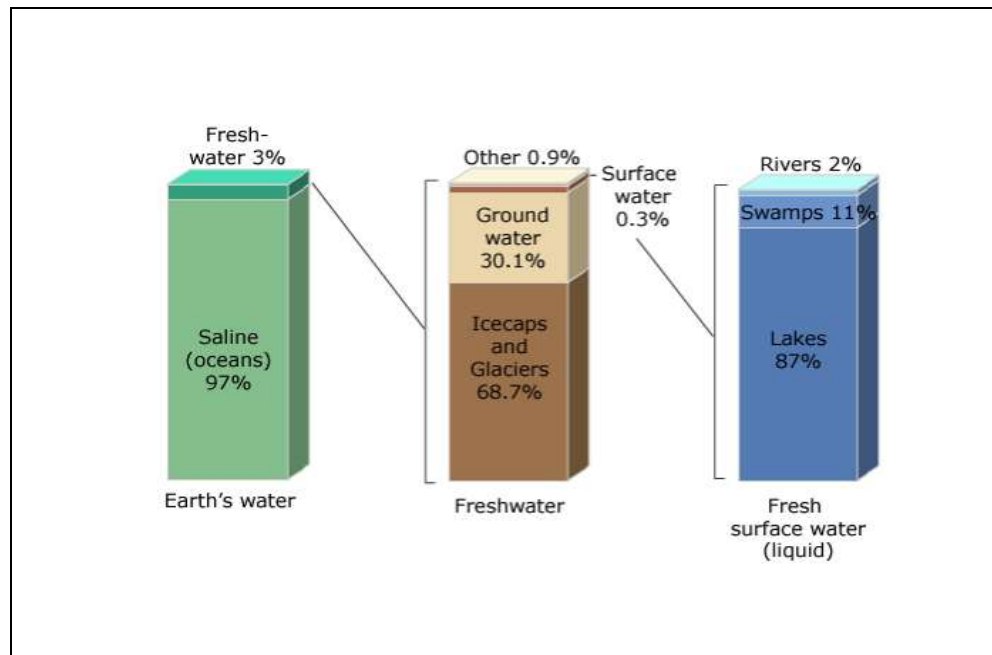 Fresh-
water 3%
Saline
(oceans)
97%
Earth's water
Other 0.9%
Surface
water
0.3%
Ground
water
30.1%
Icecaps
and
Glaciers
68.7%
Freshwater
Rivers 2%
Swamps 11%
Lakes
87%
Fresh
surface water
(liquid)